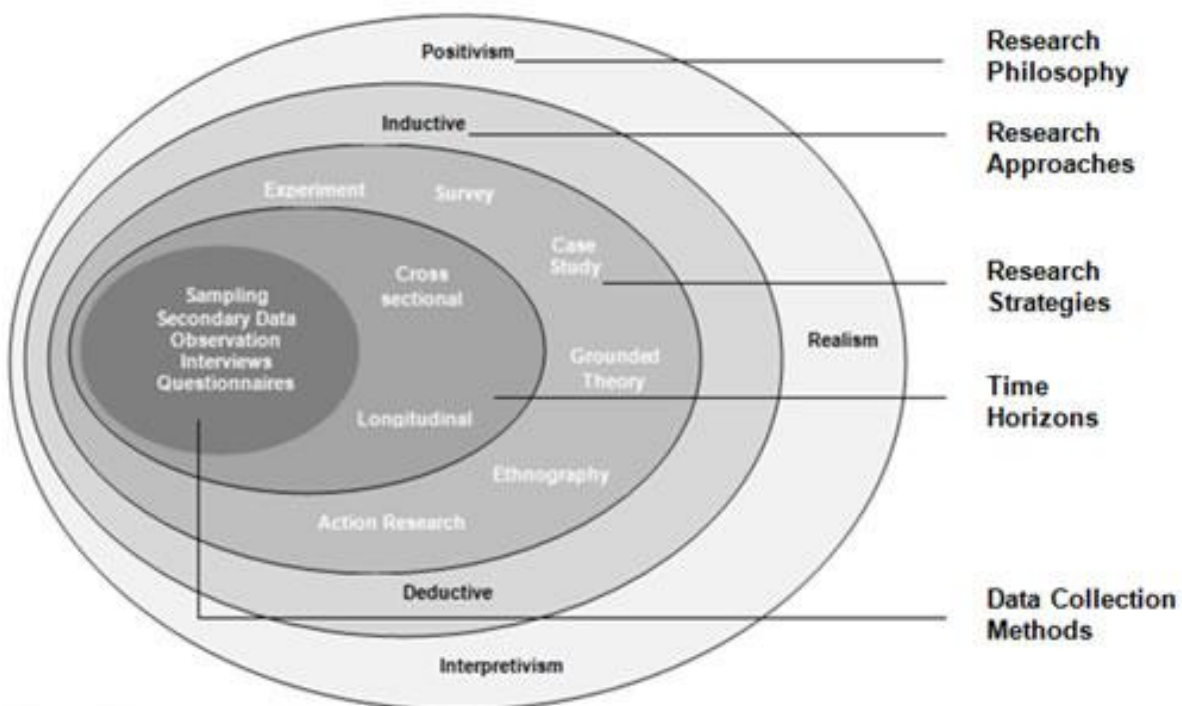 Positivism
Research
Philosophy
Inductive
Research
Approaches
Experiment
Survey
Case
Study
Research
Strategies
Cross
sectional
Sampling
Secondary Data
Observation
Interviews
Questionnaires
Realism
Grounded
Theory
Time
Horizons
Longitudinal
Ethnography
Action Research
Deductive
Data Collection
Methods
Interpretivism